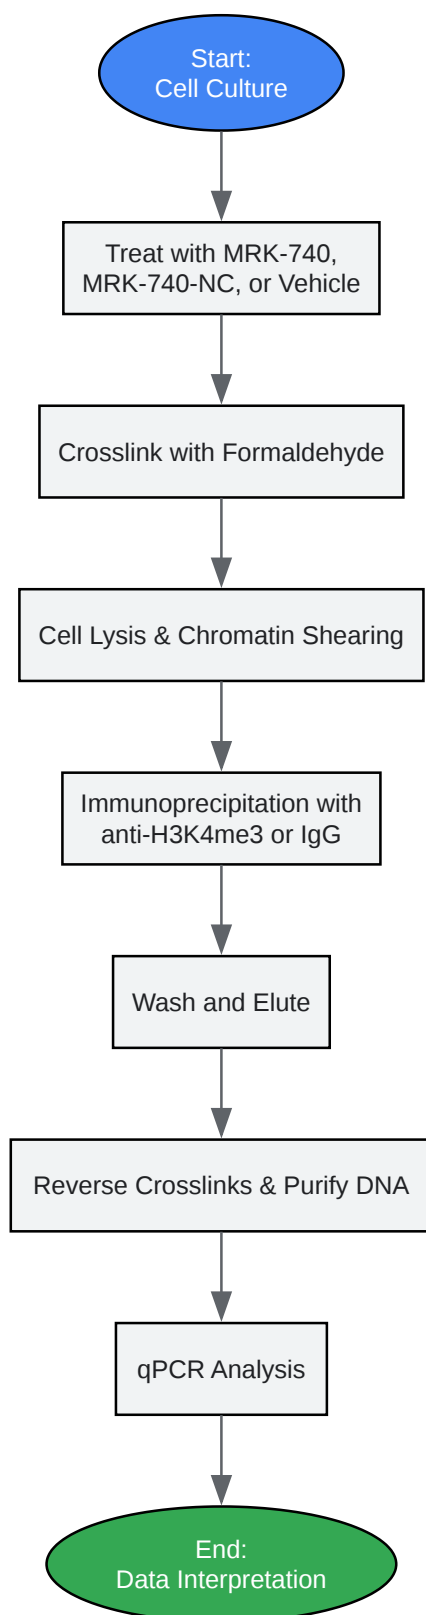 Start:
Cell Culture
Treat with MRK-740,
MRK-740-NC, or Vehicle
Crosslink with Formaldehyde
Cell Lysis & Chromatin Shearing
Immunoprecipitation with
anti-H3K4me3 or IgG
Wash and Elute
Reverse Crosslinks & Purify DNA
qPCR Analysis
End:
Data Interpretation